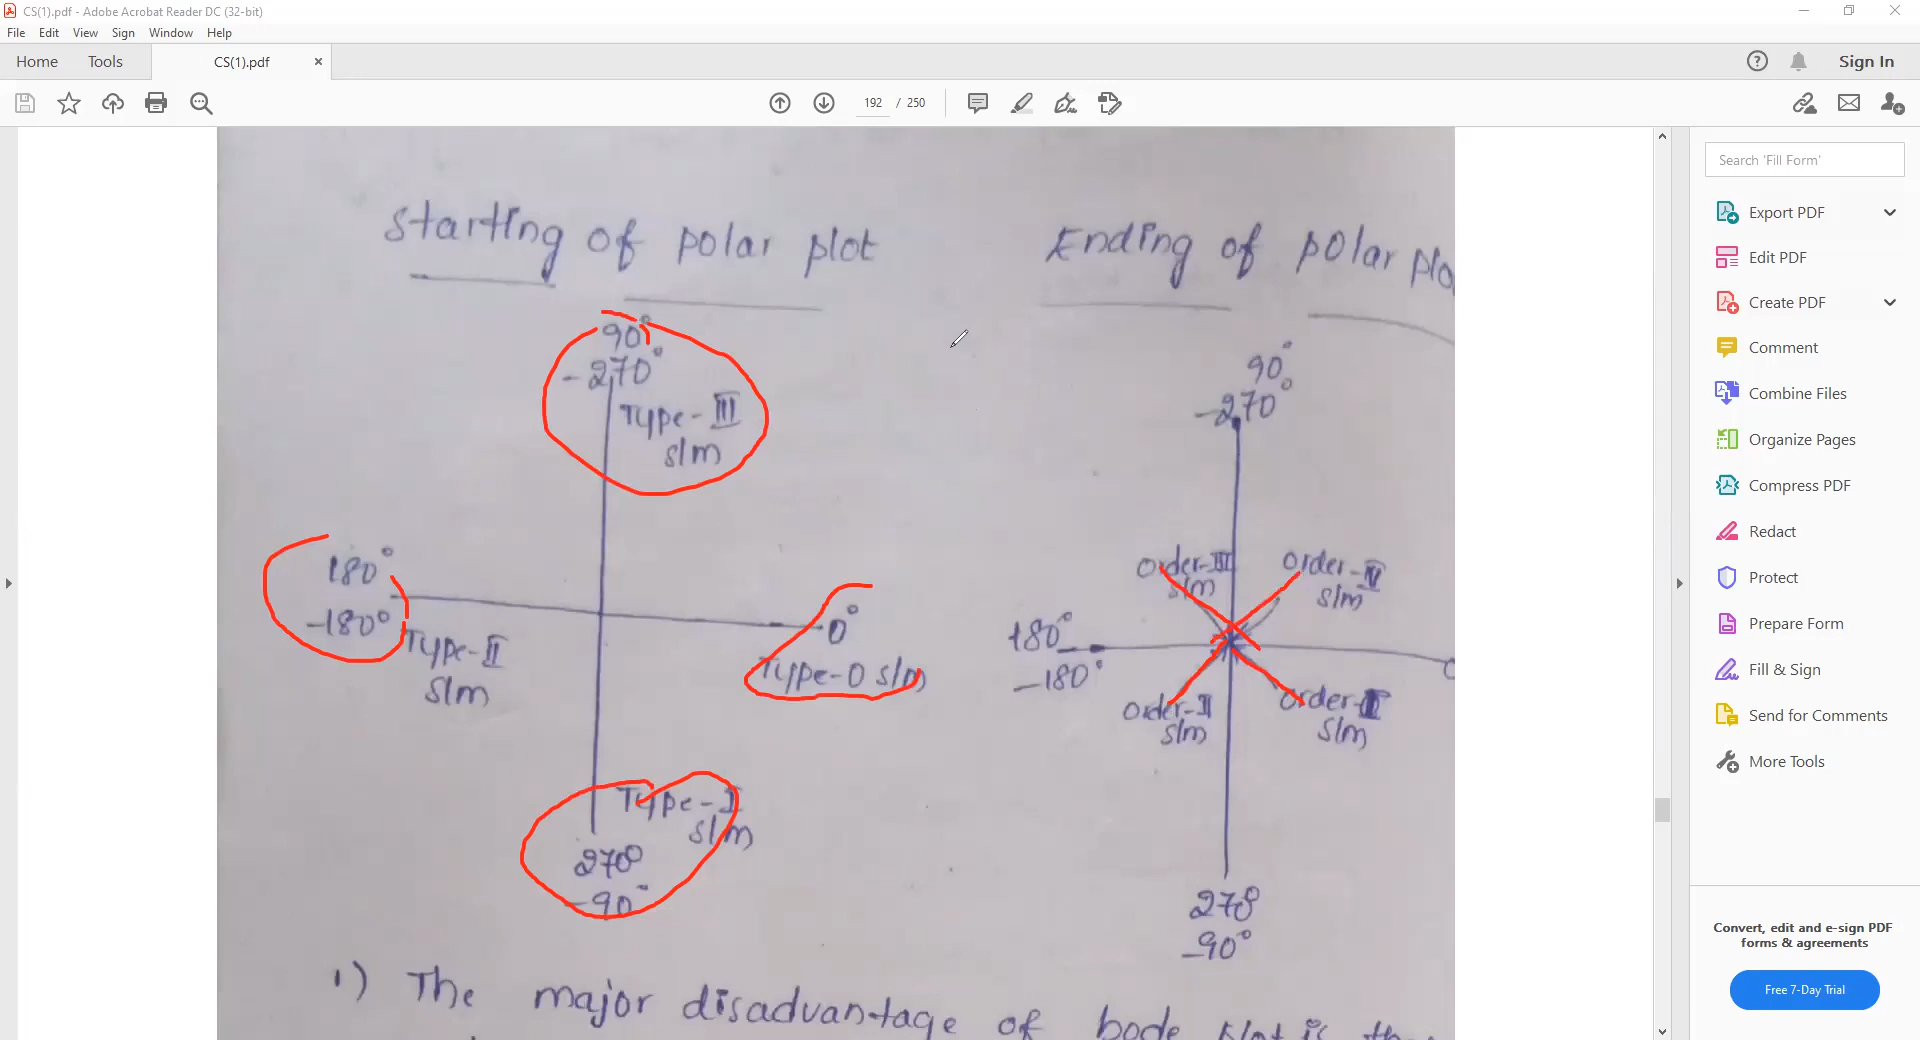 CS(1).pdf - Adobe Acrobat Reader DC (32-bit)
File Edit View Sign Window Help
Home Tools CS(1).pdf × Sign In
192 / 250
Search 'Fill Form'
Export PDF
Edit PDF
Create PDF
Comment
Combine Files
Organize Pages
Compress PDF
Redact
Protect
Prepare Form
Fill & Sign
Send for Comments
More Tools
Convert, edit and e-sign PDF
forms & agreements
Free 7-Day Trial
Starting of polar plot
90°
-270°
Type-III
s/m
180°
-180°
Type-II
s/m
0°
Type-0 s/m
Type-I
s/m
270°
-90°
Ending of polar plo
90°
-270°
order-III
s/m
order-IV
s/m
180°
-180°
order-II
s/m
order-
s/m
270°
-90°
1) The major disadvantage of bode plot is